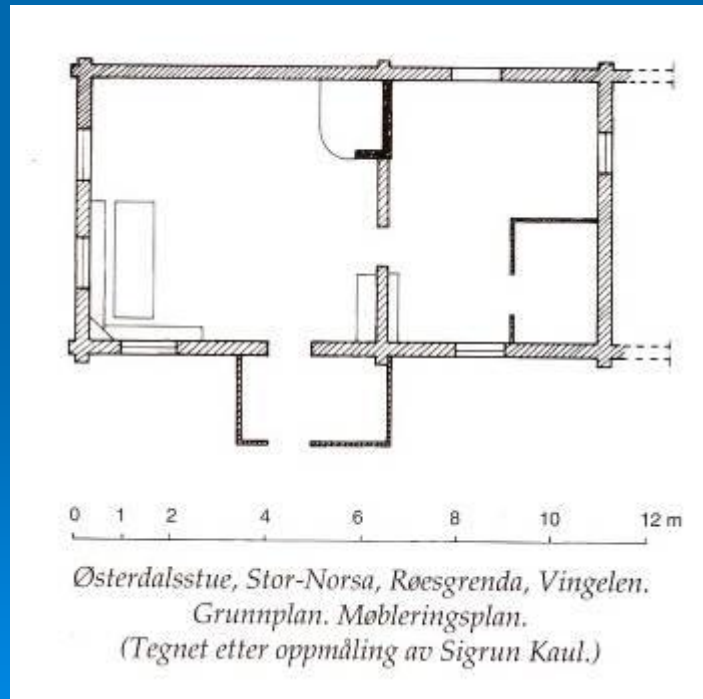 0 1 2 4 6 8 10 12 m
Østerdalsstue, Stor-Norsa, Røesgrenda, Vingelen.
Grunnplan. Møbleringsplan.
(Tegnet etter oppmåling av Sigrun Kaul.)